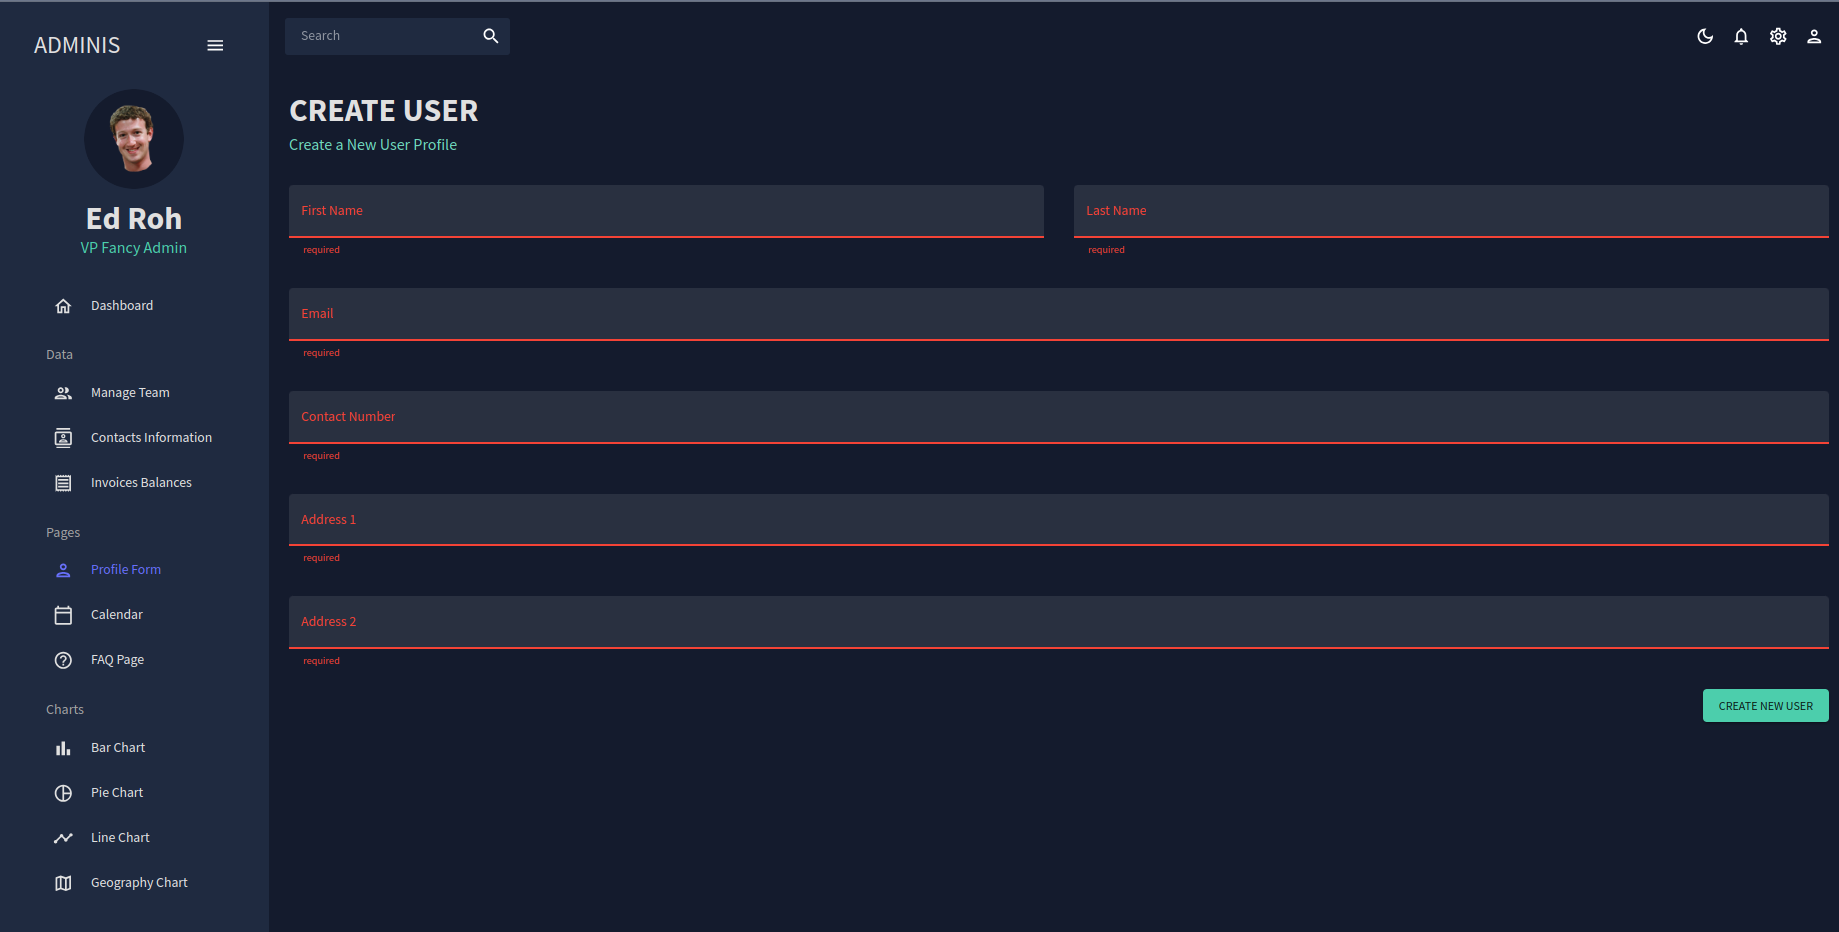 ADMINIS
Ed Roh
VP Fancy Admin
Dashboard
Data
Manage Team
Contacts Information
Invoices Balances
Pages
Profile Form
Calendar
FAQ Page
Charts
Bar Chart
Pie Chart
Line Chart
Geography Chart
Search
CREATE USER
Create a New User Profile
First Name
required
Last Name
required
Email
required
Contact Number
required
Address 1
required
Address 2
required
CREATE NEW USER